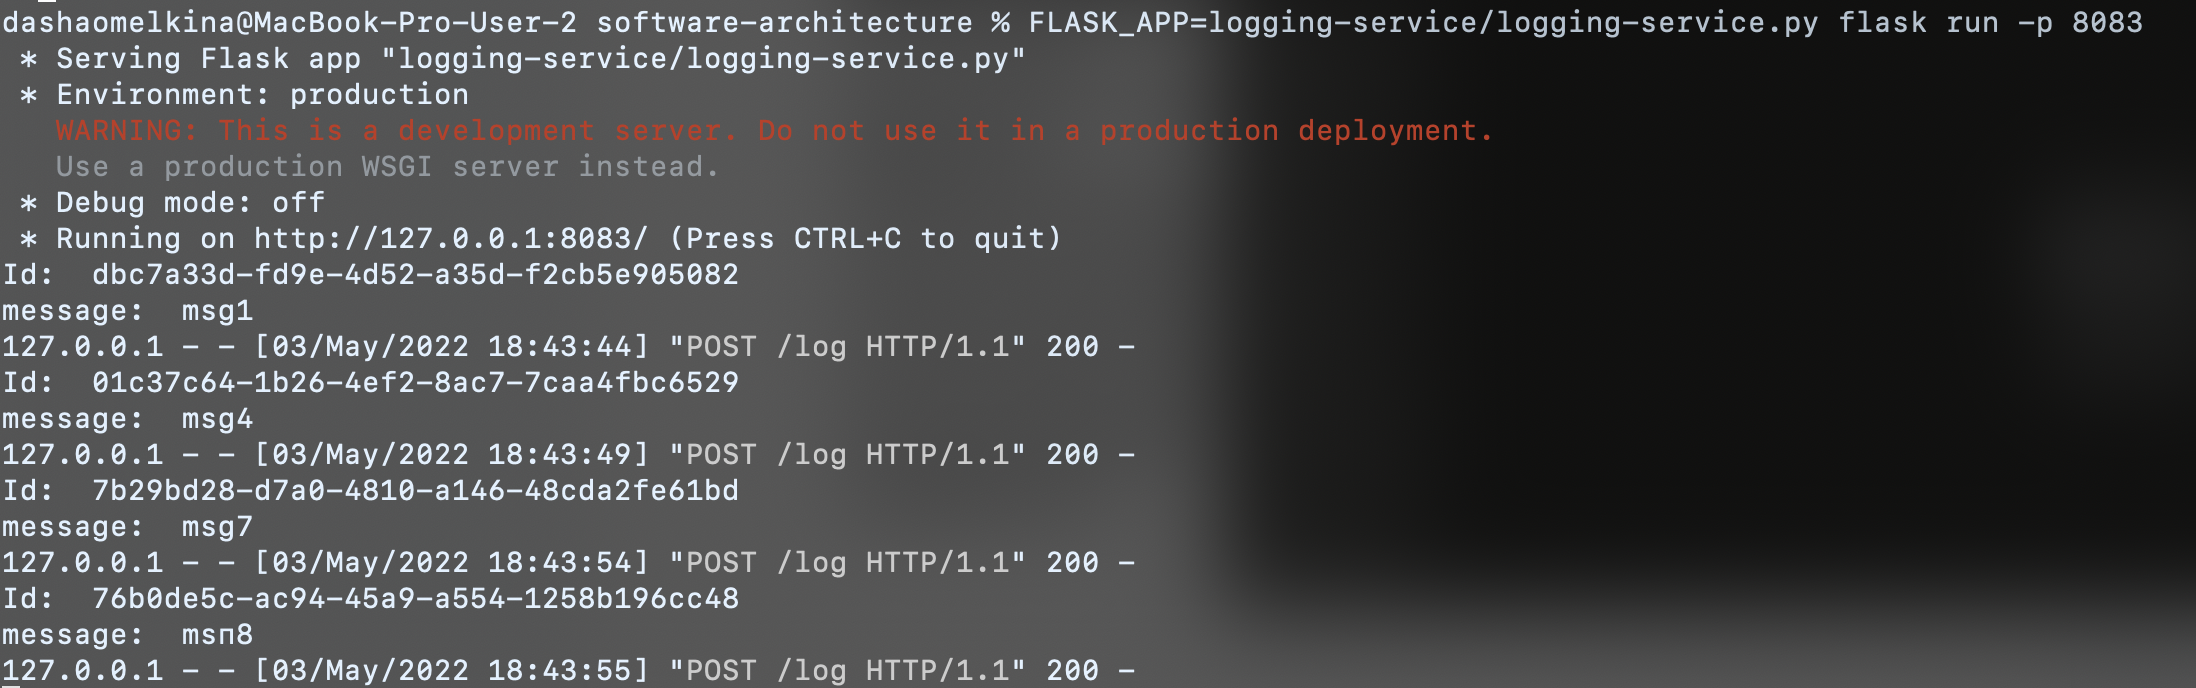 dashaomelkina@MacBook-Pro-User-2 software-architecture % FLASK_APP=logging-service/logging-service.py flask run -p 8083
 * Serving Flask app "logging-service/logging-service.py"
 * Environment: production
   WARNING: This is a development server. Do not use it in a production deployment.
   Use a production WSGI server instead.
 * Debug mode: off
 * Running on http://127.0.0.1:8083/ (Press CTRL+C to quit)
Id:  dbc7a33d-fd9e-4d52-a35d-f2cb5e905082
message:  msg1
127.0.0.1 - - [03/May/2022 18:43:44] "POST /log HTTP/1.1" 200 -
Id:  01c37c64-1b26-4ef2-8ac7-7caa4fbc6529
message:  msg4
127.0.0.1 - - [03/May/2022 18:43:49] "POST /log HTTP/1.1" 200 -
Id:  7b29bd28-d7a0-4810-a146-48cda2fe61bd
message:  msg7
127.0.0.1 - - [03/May/2022 18:43:54] "POST /log HTTP/1.1" 200 -
Id:  76b0de5c-ac94-45a9-a554-1258b196cc48
message:  msп8
127.0.0.1 - - [03/May/2022 18:43:55] "POST /log HTTP/1.1" 200 -